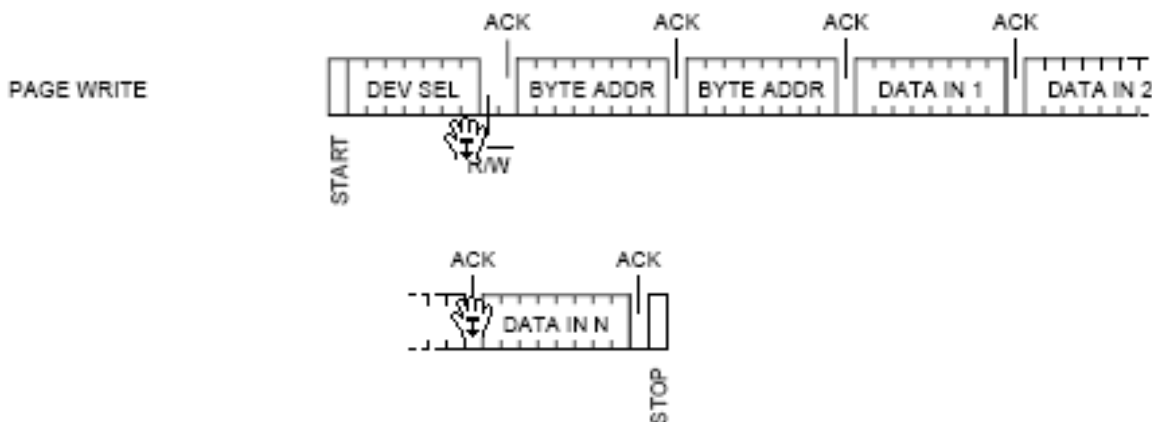 ACK ACK ACK ACK
PAGE WRITE DEV SEL BYTE ADDR BYTE ADDR DATA IN 1 DATA IN 2
R/W
START
ACK ACK
DATA IN N
STOP